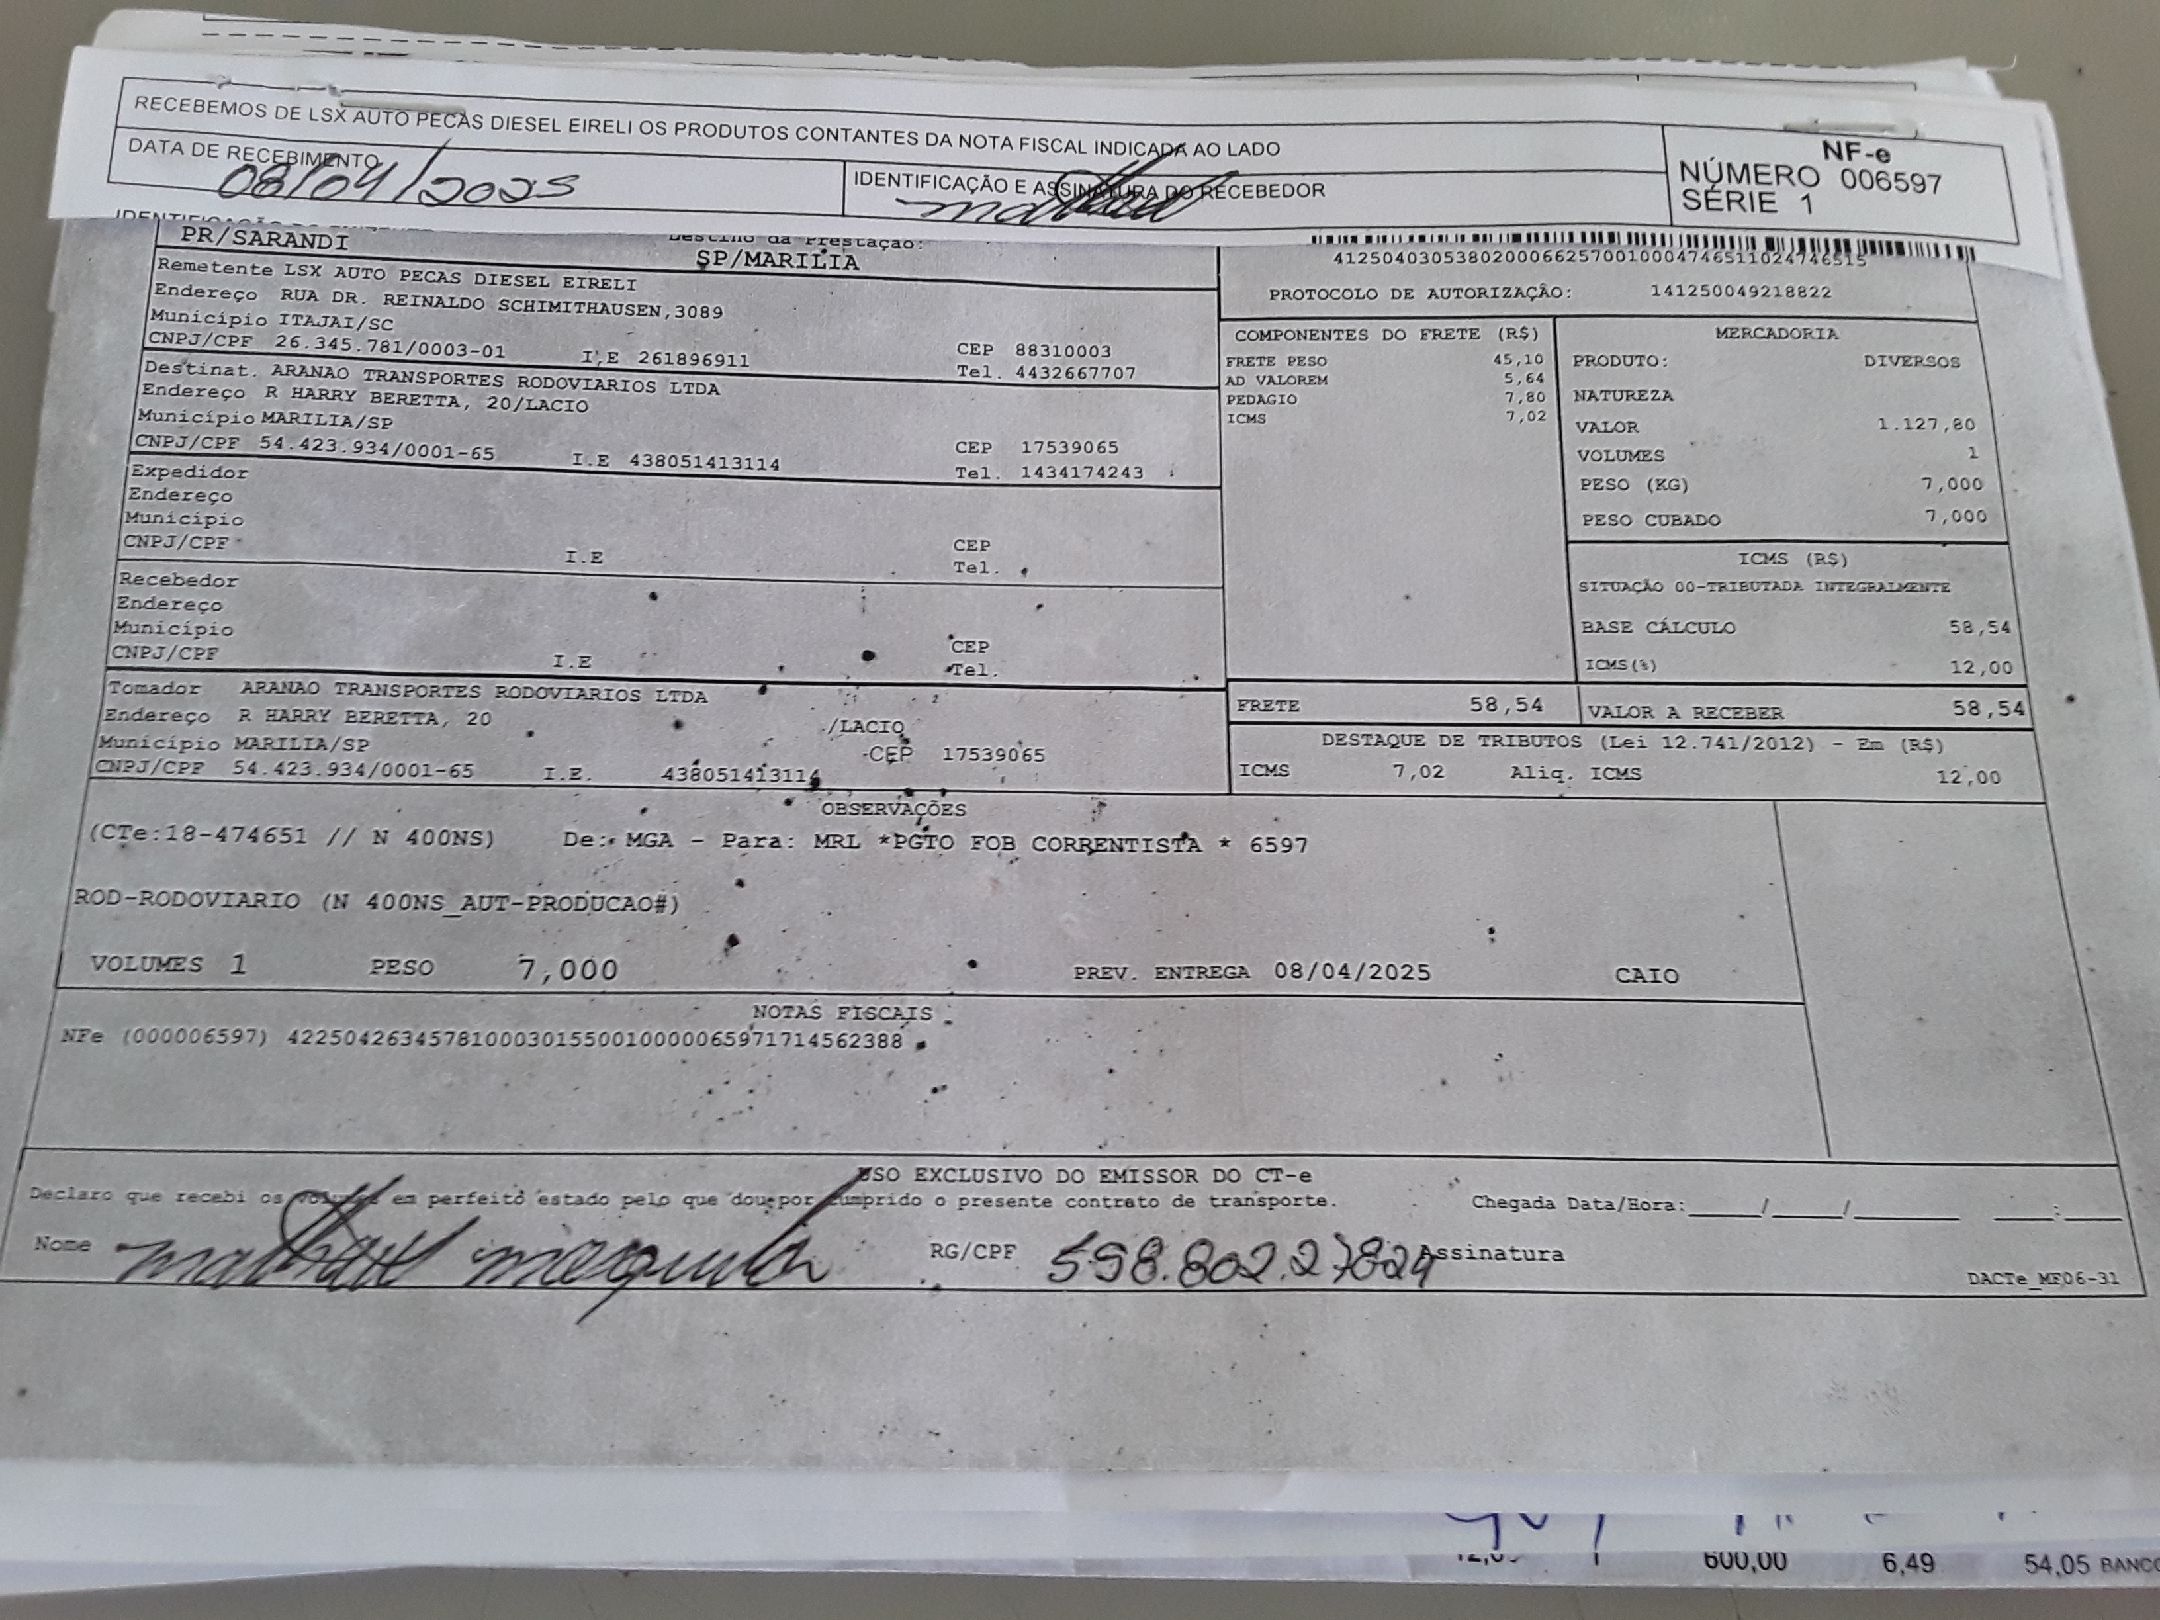 RECEBEMOS DE LSX AUTO PECAS DIESEL EIRELI OS PRODUTOS CONTANTES DA NOTA FISCAL INDICADA AO LADO
DATA DE RECEBIMENTO
08/04/2025
IDENTIFICAÇÃO E ASSINATURA DO RECEBEDOR
NF-e
NÚMERO 006597
SÉRIE 1
PR/SARANDI
Destino da Prestação:
SP/MARILIA
Remetente LSX AUTO PECAS DIESEL EIRELI
Endereço RUA DR. REINALDO SCHIMITHAUSEN,3089
Município ITAJAI/SC
CNPJ/CPF 26.345.781/0003-01 I.E 261896911
CEP 88310003
Tel. 4432667707
Destinat. ARANAO TRANSPORTES RODOVIARIOS LTDA
Endereço R HARRY BERETTA, 20/LACIO
Município MARILIA/SP
CNPJ/CPF 54.423.934/0001-65 I.E 438051413114
CEP 17539065
Tel. 1434174243
Expedidor
Endereço
Município
CNPJ/CPF I.E
CEP
Tel.
Recebedor
Endereço
Município
CNPJ/CPF I.E
CEP
Tel.
Tomador ARANAO TRANSPORTES RODOVIARIOS LTDA
Endereço R HARRY BERETTA, 20 /LACIO
Município MARILIA/SP CEP 17539065
CNPJ/CPF 54.423.934/0001-65 I.E. 438051413114
41250403053802000662570010004746511024746515
PROTOCOLO DE AUTORIZAÇÃO: 141250049218822
COMPONENTES DO FRETE (R$)
FRETE PESO 45,10
AD VALOREM 5,64
PEDAGIO 7,80
ICMS 7,02
MERCADORIA
PRODUTO: DIVERSOS
NATUREZA
VALOR 1.127,80
VOLUMES 1
PESO (KG) 7,000
PESO CUBADO 7,000
ICMS (R$)
SITUAÇÃO 00-TRIBUTADA INTEGRALMENTE
BASE CÁLCULO 58,54
ICMS(%) 12,00
FRETE 58,54 VALOR A RECEBER 58,54
DESTAQUE DE TRIBUTOS (Lei 12.741/2012) - Em (R$)
ICMS 7,02 Aliq. ICMS 12,00
OBSERVAÇÕES
(CTe:18-474651 // N 400NS) De: MGA - Para: MRL *PGTO FOB CORRENTISTA * 6597
ROD-RODOVIARIO (N 400NS_AUT-PRODUCAO#)
VOLUMES 1 PESO 7,000 PREV. ENTREGA 08/04/2025 CAIO
NOTAS FISCAIS
NFe (000006597) 42250426345781000301550010000065971714562388
USO EXCLUSIVO DO EMISSOR DO CT-e
Declaro que recebi os volumes em perfeito estado pelo que dou por cumprido o presente contrato de transporte. Chegada Data/Hora:____/____/______ ____:____
Nome RG/CPF 598.802.27824 Assinatura
DACTe_MF06-31
600,00 6,49 54,05 BANCO